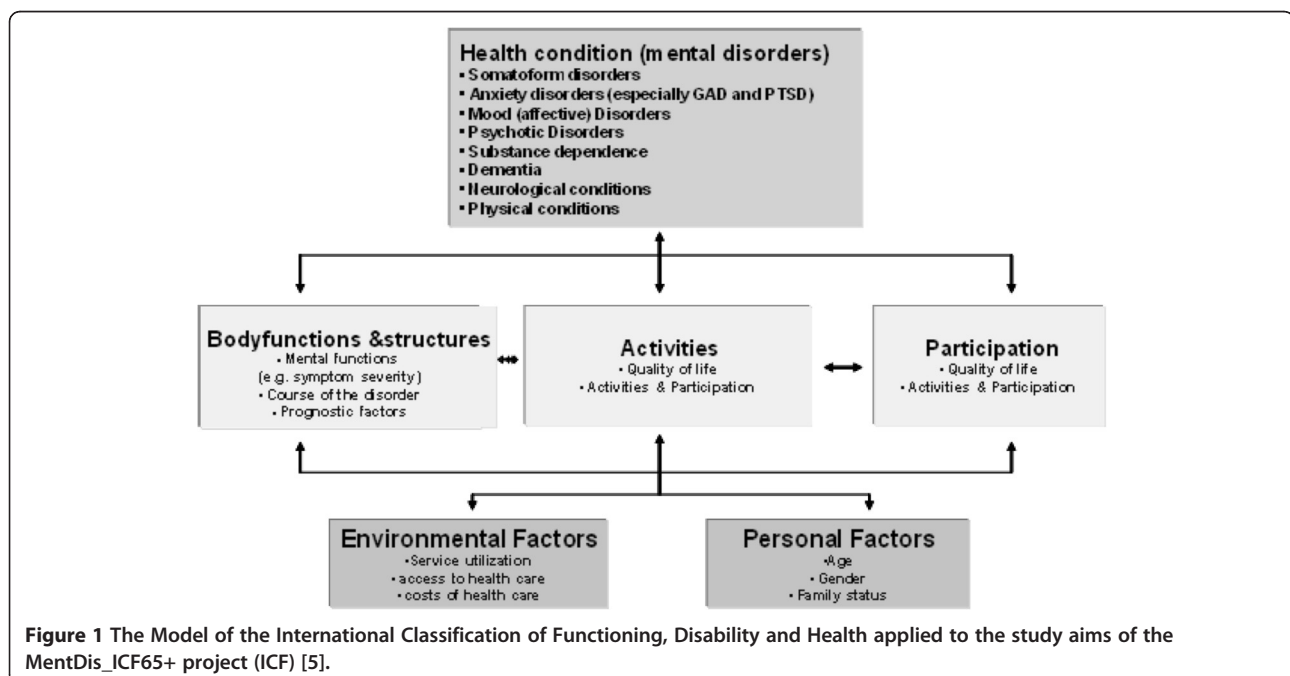 Health condition (mental disorders)
▪ Somatoform disorders
▪ Anxiety disorders (especially GAD and PTSD)
▪ Mood (affective) Disorders
▪ Psychotic Disorders
▪ Substance dependence
▪ Dementia
▪ Neurological conditions
▪ Physical conditions
Bodyfunctions &structures
• Mental functions
(e.g. symptom severity)
• Course of the disorder
• Prognostic factors
Activities
• Quality of life
• Activities & Participation
Participation
• Quality of life
• Activities & Participation
Environmental Factors
•Service utilization
• access to health care
• costs of health care
Personal Factors
•Age
• Gender
• Family status
Figure 1 The Model of the International Classification of Functioning, Disability and Health applied to the study aims of the
MentDis_ICF65+ project (ICF) [5].